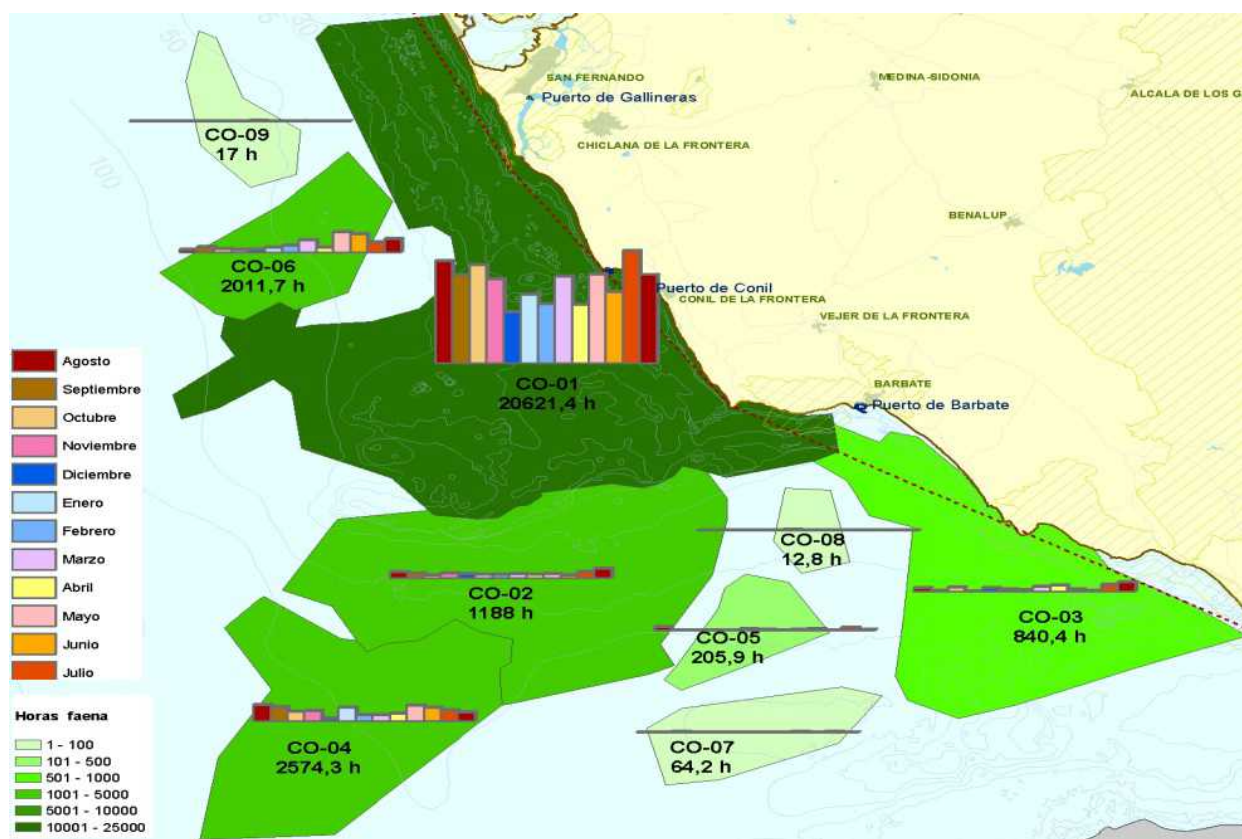 50
50
100
100
SAN FERNANDO
Puerto de Gallineras
CHICLANA DE LA FRONTERA
MEDINA-SIDONIA
ALCALA DE LOS G
BENALUP
CO-09
17 h
CO-06
2011,7 h
Puerto de Conil
CONIL DE LA FRONTERA
VEJER DE LA FRONTERA
BARBATE
Puerto de Barbate
CO-01
20621,4 h
Agosto
Septiembre
Octubre
Noviembre
Diciembre
Enero
Febrero
Marzo
Abril
Mayo
Junio
Julio
CO-08
12,8 h
CO-02
1188 h
CO-05
205,9 h
CO-03
840,4 h
CO-04
2574,3 h
CO-07
64,2 h
Horas faena
1 - 100
101 - 500
501 - 1000
1001 - 5000
5001 - 10000
10001 - 25000